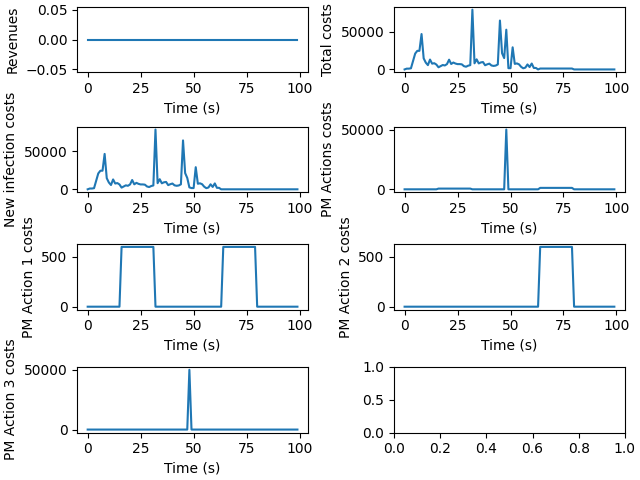 Revenues
0.05
0.00
−0.05
0 25 50 75 100
Time (s)
Total costs
50000
0
0 25 50 75 100
Time (s)
New infection costs
50000
0
0 25 50 75 100
Time (s)
PM Actions costs
50000
0
0 25 50 75 100
Time (s)
PM Action 1 costs
500
0
0 25 50 75 100
Time (s)
PM Action 2 costs
500
0
0 25 50 75 100
Time (s)
PM Action 3 costs
50000
0
0 25 50 75 100
Time (s)
1.0
0.5
0.0
0.0 0.2 0.4 0.6 0.8 1.0